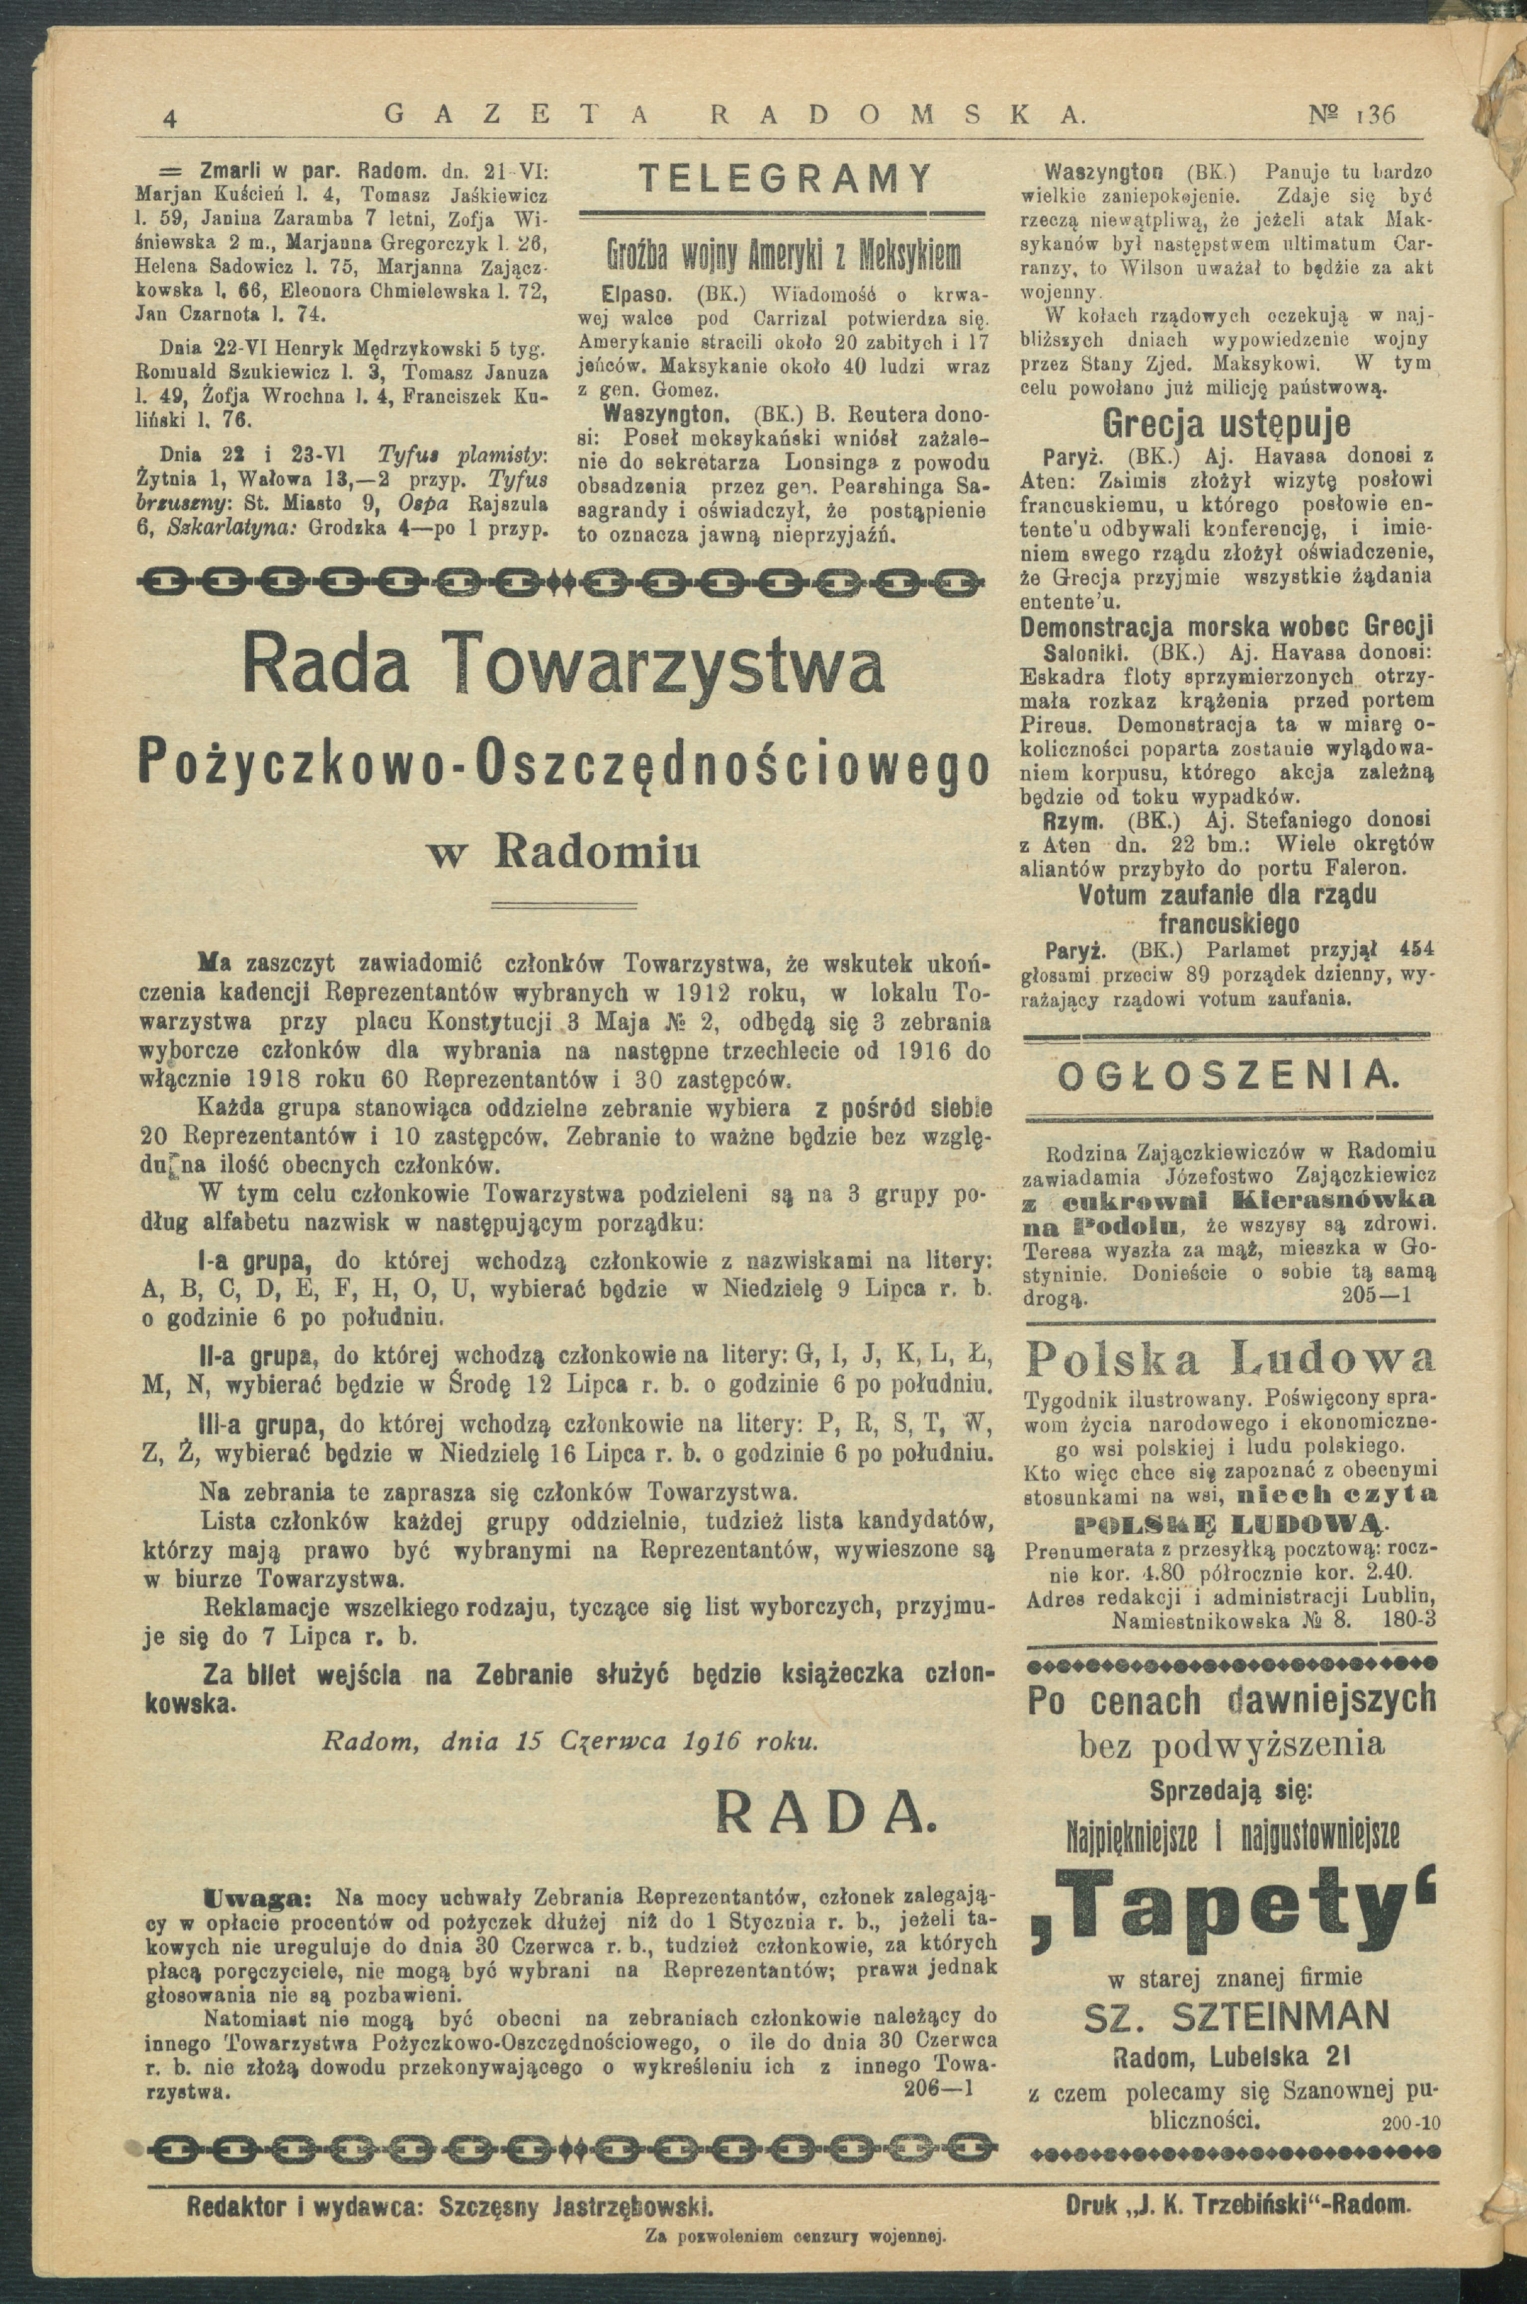 4 GAZETA RADOMSKA. № 136
= Zmarli w par. Radom. dn. 21-VI:
Marjan Kuścień l. 4, Tomasz Jaśkiewicz
l. 59, Janina Zaramba 7 letni, Zofja Wi-
śniewska 2 m., Marjanna Gregorczyk l. 26,
Helena Sadowicz l. 75, Marjanna Zającz-
kowska l. 66, Eleonora Chmielewska l. 72,
Jan Czarnota l. 74.
Dnia 22-VI Henryk Mędrzykowski 5 tyg.
Romuald Szukiewicz l. 3, Tomasz Januza
l. 49, Zofja Wrochna l. 4, Franciszek Ku-
liński l. 76.
Dnia 22 i 23-VI Tyfus plamisty:
Żytnia 1, Wałowa 13,—2 przyp. Tyfus
brzuszny: St. Miasto 9, Ospa Rajszula
6, Szkarlatyna: Grodzka 4—po 1 przyp.
TELEGRAMY
Groźba wojny Ameryki z Meksykiem
Elpaso. (BK.) Wiadomość o krwa-
wej walce pod Carrizal potwierdza się.
Amerykanie stracili około 20 zabitych i 17
jeńców. Maksykanie około 40 ludzi wraz
z gen. Gomez.
Waszyngton. (BK.) B. Reutera dono-
si: Poseł moksykański wniósł zażale-
nie do sekretarza Lonsinga z powodu
obsadzenia przez gen. Pearshinga Sa-
sagrandy i oświadczył, że postąpienie
to oznacza jawną nieprzyjaźń.
Waszyngton (BK.) Panuje tu bardzo
wielkie zaniepokojenie. Zdaje się być
rzeczą niewątpliwą, że jeżeli atak Mak-
sykanów był następstwem ultimatum Car-
ranzy, to Wilson uważał to będzie za akt
wojenny.
W kołach rządowych oczekują w naj-
bliższych dniach wypowiedzenie wojny
przez Stany Zjed. Maksykowi. W tym
celu powołano już milicję państwową.
Grecja ustępuje
Paryż. (BK.) Aj. Havasa donosi z
Aten: Zaimis złożył wizytę posłowi
francuskiemu, u którego posłowie en-
tente'u odbywali konferencję, i imie-
niem swego rządu złożył oświadczenie,
że Grecja przyjmie wszystkie żądania
entente'u.
Demonstracja morska wobec Grecji
Saloniki. (BK.) Aj. Havasa donosi:
Eskadra floty sprzymierzonych otrzy-
mała rozkaz krążenia przed portem
Pireus. Demonstracja ta w miarę o-
koliczności poparta zostanie wylądowa-
niem korpusu, którego akcja zależną
będzie od toku wypadków.
Rzym. (BK.) Aj. Stefaniego donosi
z Aten dn. 22 bm.: Wiele okrętów
aliantów przybyło do portu Faleron.
Votum zaufanie dla rządu
francuskiego
Paryż. (BK.) Parlamet przyjął 454
głosami przeciw 89 porządek dzienny, wy-
rażający rządowi votum zaufania.
Rada Towarzystwa
Pożyczkowo-Oszczędnościowego
w Radomiu
Ma zaszczyt zawiadomić członków Towarzystwa, że wskutek ukoń-
czenia kadencji Reprezentantów wybranych w 1912 roku, w lokalu To-
warzystwa przy placu Konstytucji 3 Maja № 2, odbędą się 3 zebrania
wyborcze członków dla wybrania na następne trzechlecie od 1916 do
włącznie 1918 roku 60 Reprezentantów i 30 zastępców.
Każda grupa stanowiąca oddzielne zebranie wybiera z pośród siebie
20 Reprezentantów i 10 zastępców. Zebranie to ważne będzie bez wzglę-
du na ilość obecnych członków.
W tym celu członkowie Towarzystwa podzieleni są na 3 grupy po-
dług alfabetu nazwisk w następującym porządku:
I-a grupa, do której wchodzą członkowie z nazwiskami na litery:
A, B, C, D, E, F, H, O, U, wybierać będzie w Niedzielę 9 Lipca r. b.
o godzinie 6 po południu.
II-a grupa, do której wchodzą członkowie na litery: G, I, J, K, L, Ł,
M, N, wybierać będzie w Środę 12 Lipca r. b. o godzinie 6 po południu.
III-a grupa, do której wchodzą członkowie na litery: P, R, S, T, W,
Z, Ż, wybierać będzie w Niedzielę 16 Lipca r. b. o godzinie 6 po południu.
Na zebrania te zaprasza się członków Towarzystwa.
Lista członków każdej grupy oddzielnie, tudzież lista kandydatów,
którzy mają prawo być wybranymi na Reprezentantów, wywieszone są
w biurze Towarzystwa.
Reklamacje wszelkiego rodzaju, tyczące się list wyborczych, przyjmu-
je się do 7 Lipca r. b.
Za bilet wejścia na Zebranie służyć będzie książeczka człon-
kowska.
Radom, dnia 15 Czerwca 1916 roku.
RADA.
Uwaga: Na mocy uchwały Zebrania Reprezentantów, członek zalegają-
cy w opłacie procentów od pożyczek dłużej niż do 1 Stycznia r. b., jeżeli ta-
kowych nie ureguluje do dnia 30 Czerwca r. b., tudzież członkowie, za których
płacą poręczyciele, nie mogą być wybrani na Reprezentantów; prawa jednak
głosowania nie są pozbawieni.
Natomiast nie mogą być obecni na zebraniach członkowie należący do
innego Towarzystwa Pożyczkowo-Oszczędnościowego, o ile do dnia 30 Czerwca
r. b. nie złożą dowodu przekonywającego o wykreśleniu ich z innego Towa-
rzystwa. 206—1
OGŁOSZENIA.
Rodzina Zajączkiewiczów w Radomiu
zawiadamia Józefostwo Zajączkiewicz
z cukrowni Kierasnówka
na Podolu, że wszysy są zdrowi.
Teresa wyszła za mąż, mieszka w Go-
styninie. Donieście o sobie tą samą
drogą. 205—1
Polska Ludowa
Tygodnik ilustrowany. Poświęcony spra-
wom życia narodowego i ekonomiczne-
go wsi polskiej i ludu polskiego.
Kto więc chce się zapoznać z obecnymi
stosunkami na wsi, niech czyta
POLSKĘ LUDOWĄ.
Prenumerata z przesyłką pocztową: rocz-
nie kor. 4.80 półrocznie kor. 2.40.
Adres redakcji i administracji Lublin,
Namiestnikowska № 8. 180-3
Po cenach dawniejszych
bez podwyższenia
Sprzedają się:
Najpiękniejsze i najgustowniejsze
‚Tapety‘
w starej znanej firmie
SZ. SZTEINMAN
Radom, Lubelska 21
z czem polecamy się Szanownej pu-
bliczności. 200-10
Redaktor i wydawca: Szczęsny Jastrzębowski. Druk „J. K. Trzebiński“-Radom.
Za pozwoleniem cenzury wojennej.